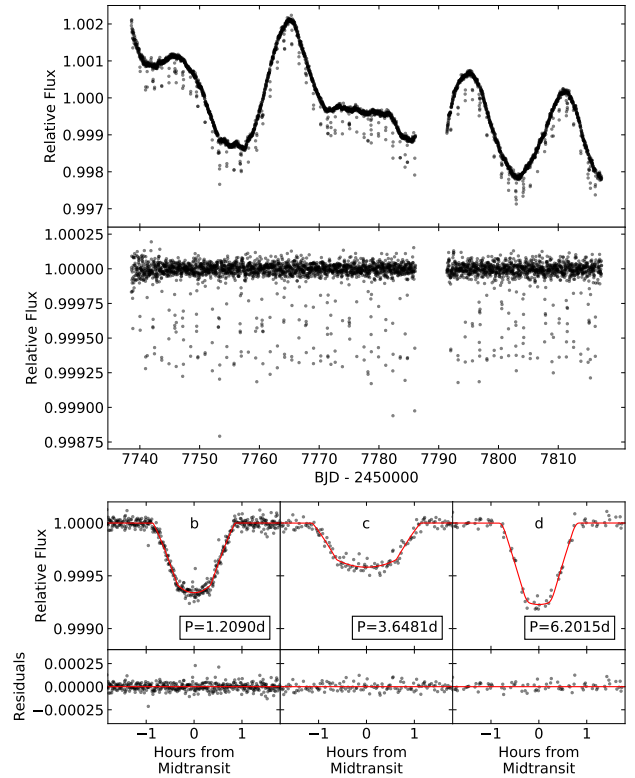 1.002
1.001
1.000
0.999
0.998
0.997
Relative Flux
1.00025
1.00000
0.99975
0.99950
0.99925
0.99900
0.99875
Relative Flux
7740 7750 7760 7770 7780 7790 7800 7810
BJD - 2450000
b c d
1.0000
0.9995
0.9990
Relative Flux
P=1.2090d P=3.6481d P=6.2015d
0.00025
0.00000
−0.00025
Residuals
−1 0 1 −1 0 1 −1 0 1
Hours from Hours from Hours from
Midtransit Midtransit Midtransit